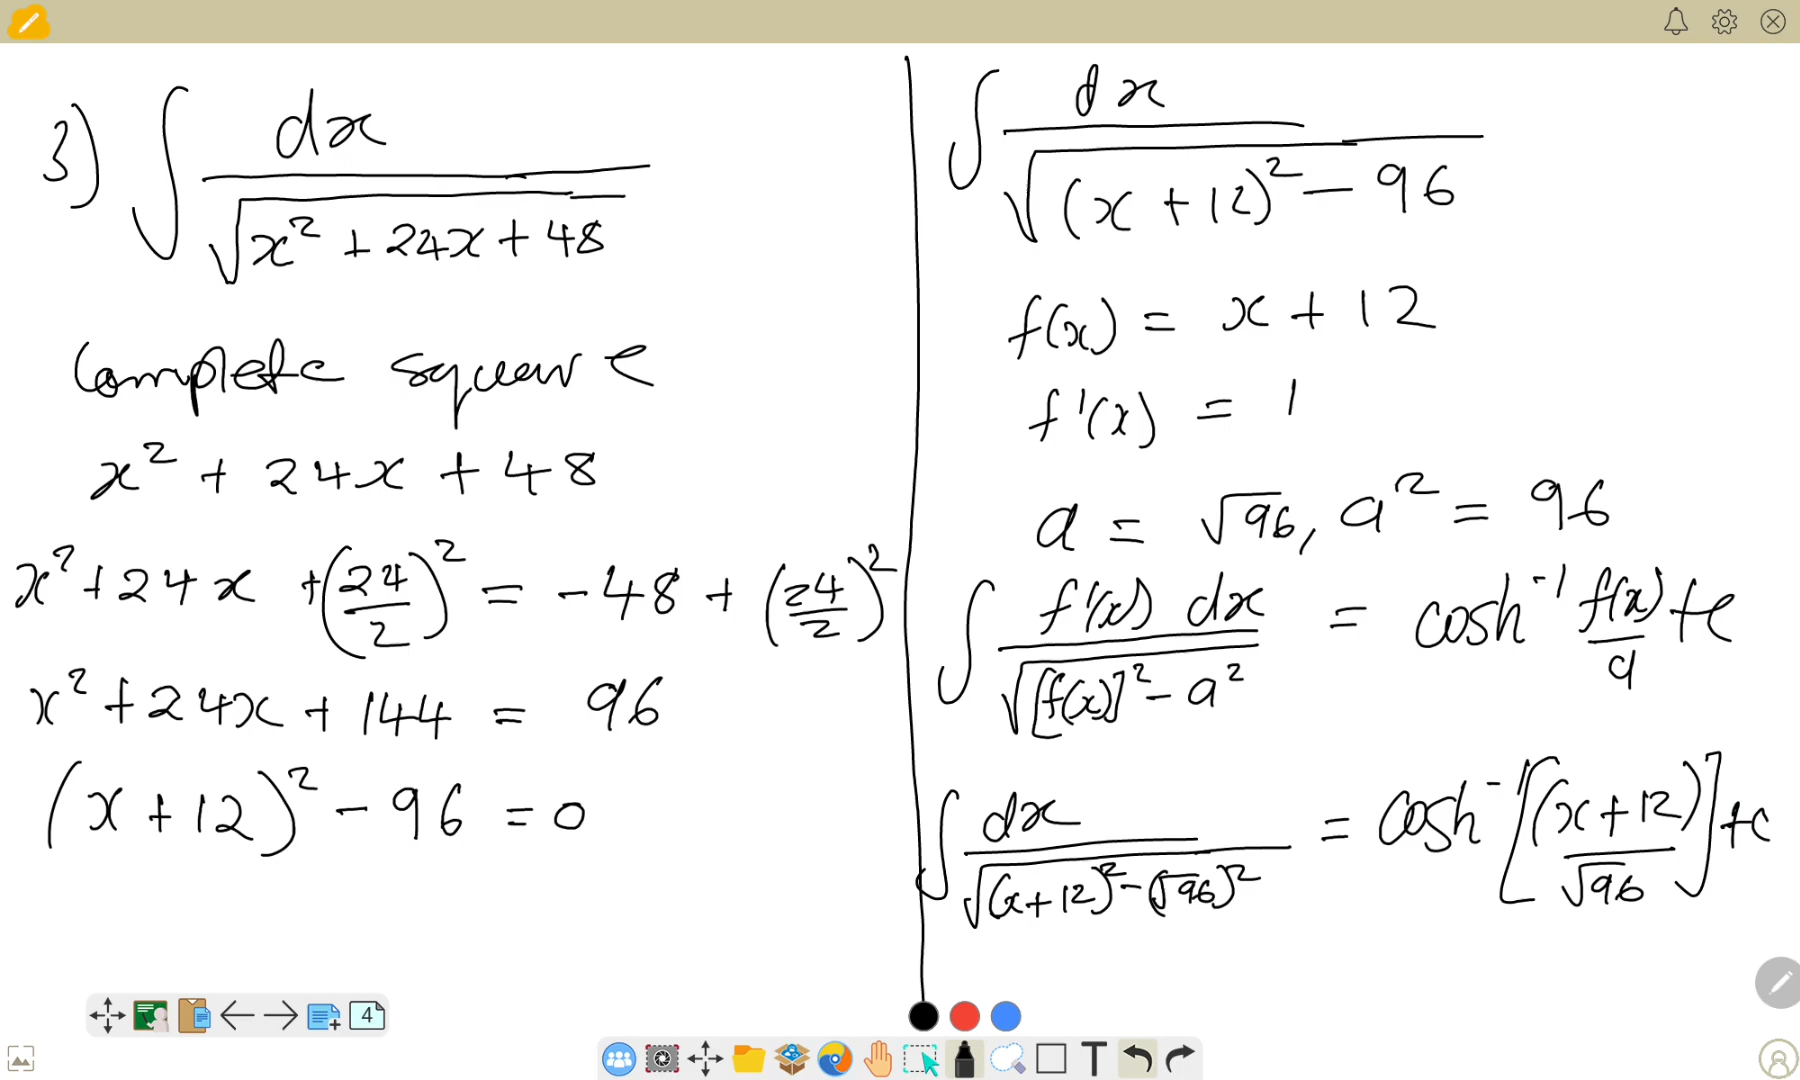 3) ∫ dx / √(x² + 24x + 48)
Complete square
x² + 24x + 48
x² + 24x + (24/2)² = -48 + (24/2)²
x² + 24x + 144 = 96
(x + 12)² - 96 = 0
∫ dx / √((x + 12)² - 96)
f(x) = x + 12
f'(x) = 1
a = √96, a² = 96
∫ f'(x) dx / √([f(x)]² - a²) = cosh⁻¹ f(x)/a + c
∫ dx / √((x+12)² - (√96)²) = cosh⁻¹ [(x+12)/√96] + c
4
T